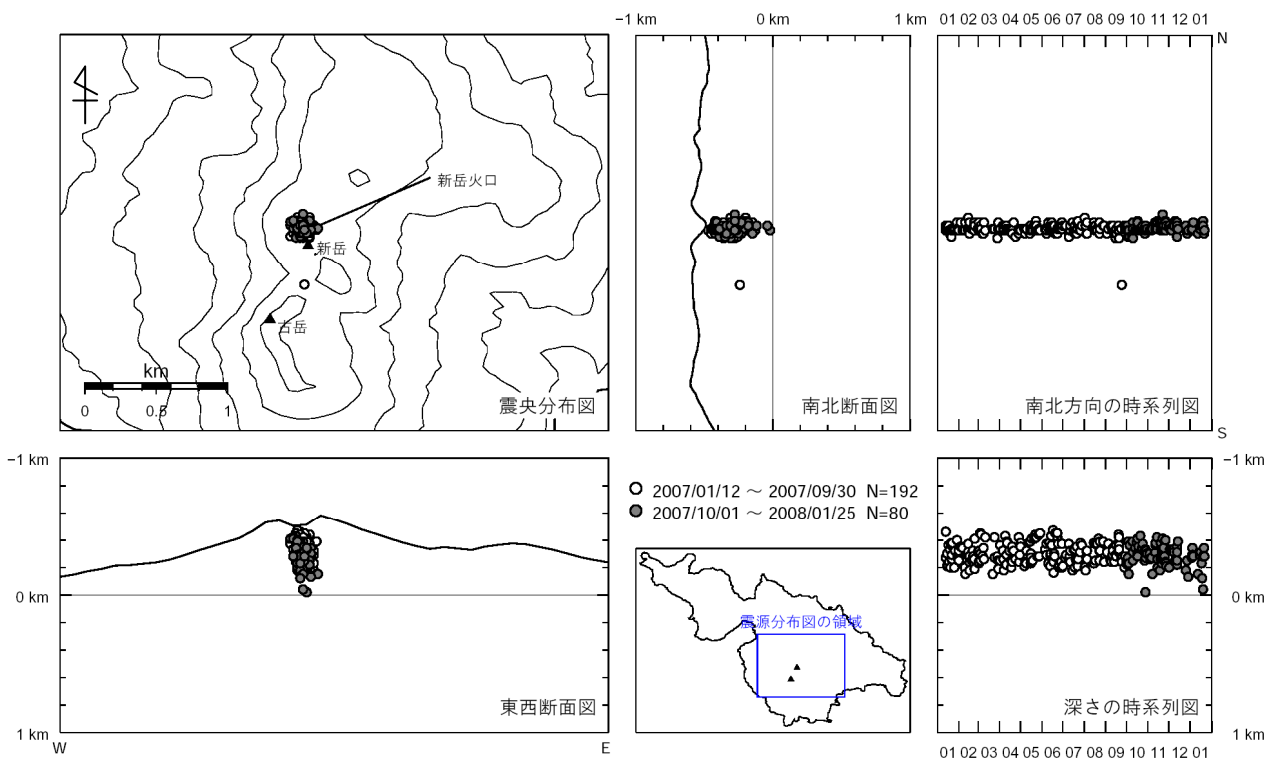 −1 km 0 km 1 km
01 02 03 04 05 06 07 08 09 10 11 12 01
N
新岳火口
新岳
古岳
km
0 0.5 1
震央分布図
南北断面図
南北方向の時系列図
S
−1 km
0 km
1 km
W
E
東西断面図
2007/01/12 ～ 2007/09/30 N=192
2007/10/01 ～ 2008/01/25 N=80
震源分布図の領域
−1 km
0 km
1 km
深さの時系列図
01 02 03 04 05 06 07 08 09 10 11 12 01